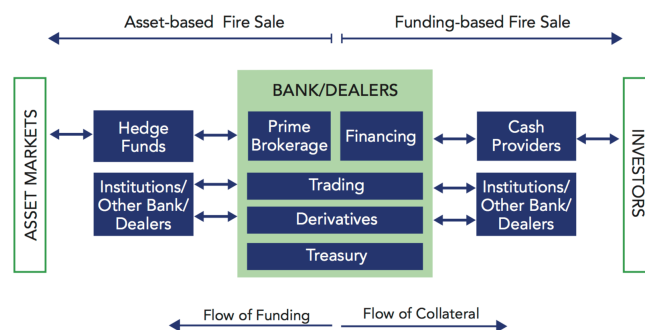 Asset-based Fire Sale
Funding-based Fire Sale
ASSET MARKETS
Hedge
Funds
Institutions/
Other Bank/
Dealers
BANK/DEALERS
Prime
Brokerage
Financing
Trading
Derivatives
Treasury
Cash
Providers
Institutions/
Other Bank/
Dealers
INVESTORS
Flow of Funding
Flow of Collateral